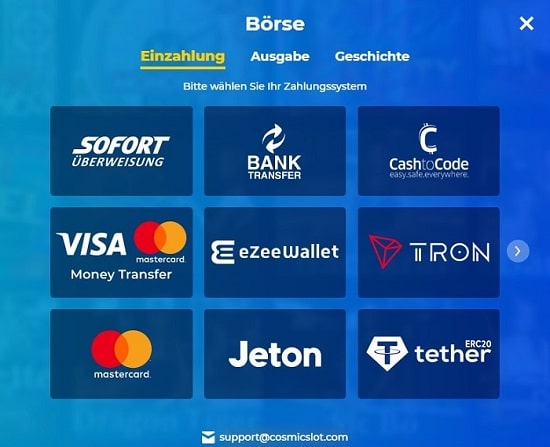 Börse
Einzahlung Ausgabe Geschichte
Bitte wählen Sie Ihr Zahlungssystem
SOFORT
ÜBERWEISUNG
BANK
TRANSFER
CashtoCode
easy.safe.everywhere.
VISA mastercard.
Money Transfer
eZeeWallet
TRON
mastercard.
Jeton
tether ERC20
support@cosmicslot.com